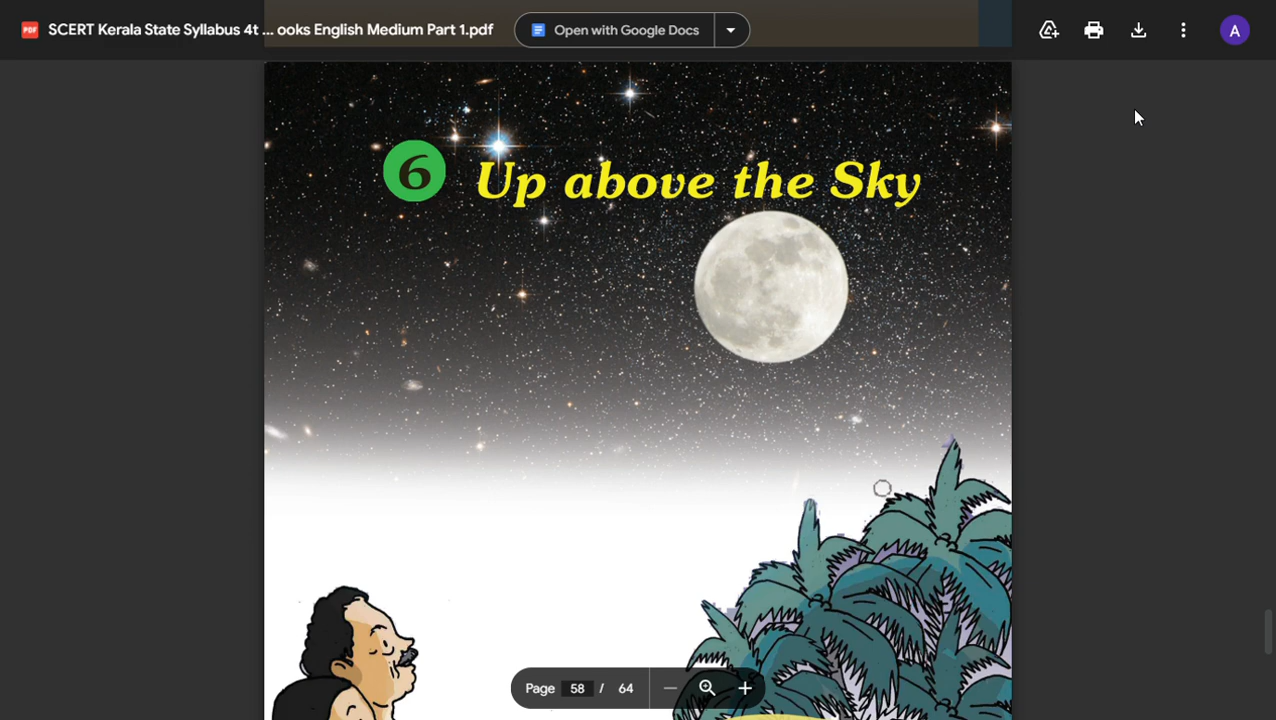 PDF SCERT Kerala State Syllabus 4t ... ooks English Medium Part 1.pdf Open with Google Docs A
6 Up above the Sky
Page 58 / 64